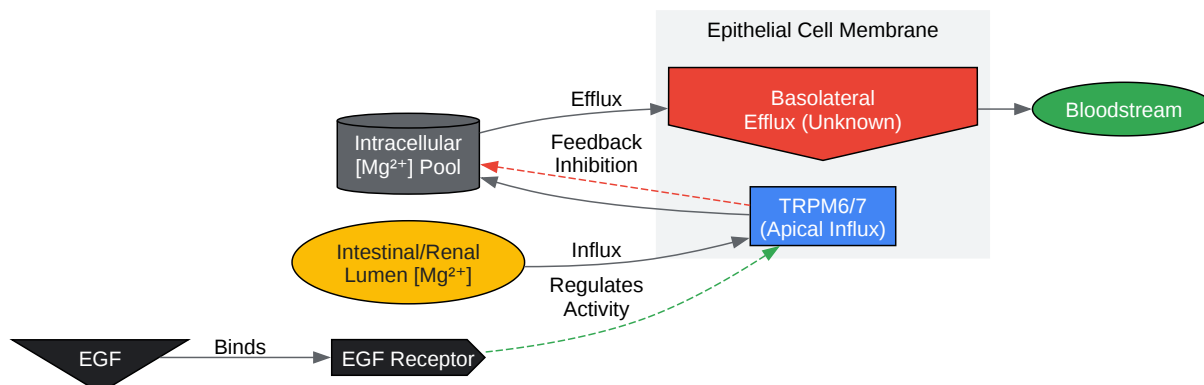 Epithelial Cell Membrane
Efflux
Basolateral
Efflux (Unknown)
Bloodstream
Intracellular
[Mg²⁺] Pool
Feedback
Inhibition
TRPM6/7
(Apical Influx)
Intestinal/Renal
Lumen [Mg²⁺]
Influx
Regulates
Activity
EGF
Binds
EGF Receptor